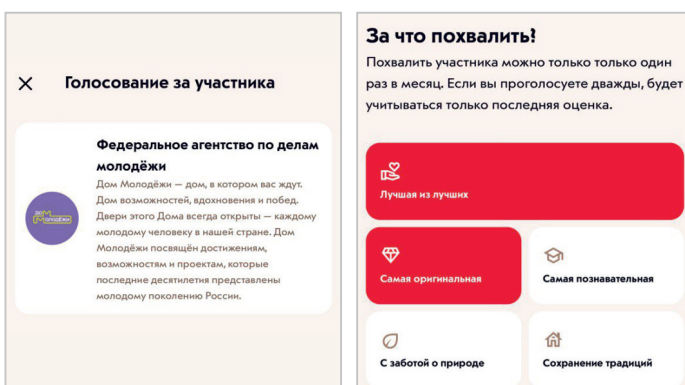 Голосование за участника
Федеральное агентство по делам
молодёжи
Дом Молодёжи — дом, в котором вас ждут.
Дом возможностей, вдохновения и побед.
Двери этого Дома всегда открыты — каждому
молодому человеку в нашей стране. Дом
Молодёжи посвящён достижениям,
возможностям и проектам, которые
последние десятилетия представлены
молодому поколению России.
За что похвалить?
Похвалить участника можно только только один
раз в месяц. Если вы проголосуете дважды, будет
учитываться только последняя оценка.
Лучшая из лучших
Самая оригинальная
Самая познавательная
С заботой о природе
Сохранение традиций